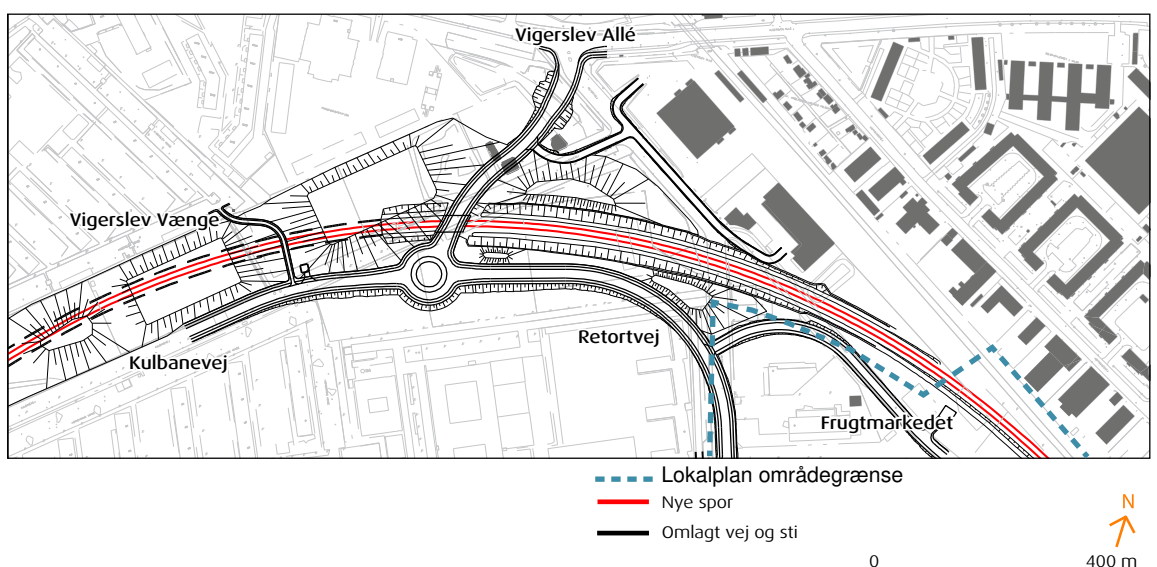 Vigerslev Allé
Vigerslev Vænge
Kulbanevej
Retortvej
Frugtmarkedet
Lokalplan områdegrænse
Nye spor
Omlagt vej og sti
N
0 400 m